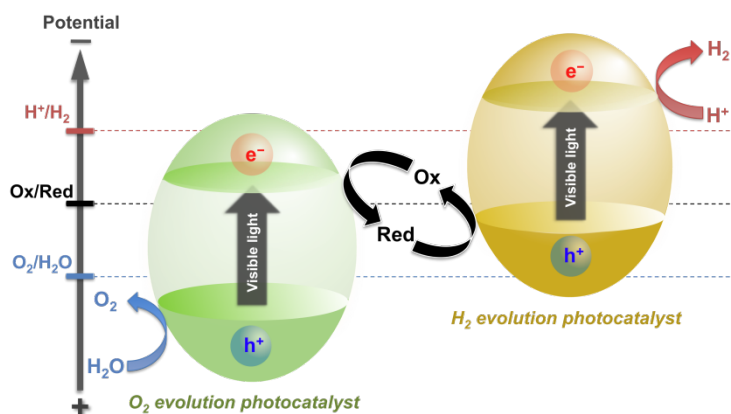 Potential
−
H⁺/H₂
Ox/Red
O₂/H₂O
O₂
H₂O
+
e⁻
Visible light
h⁺
O₂ evolution photocatalyst
Ox
Red
e⁻
Visible light
h⁺
H₂ evolution photocatalyst
H₂
H⁺